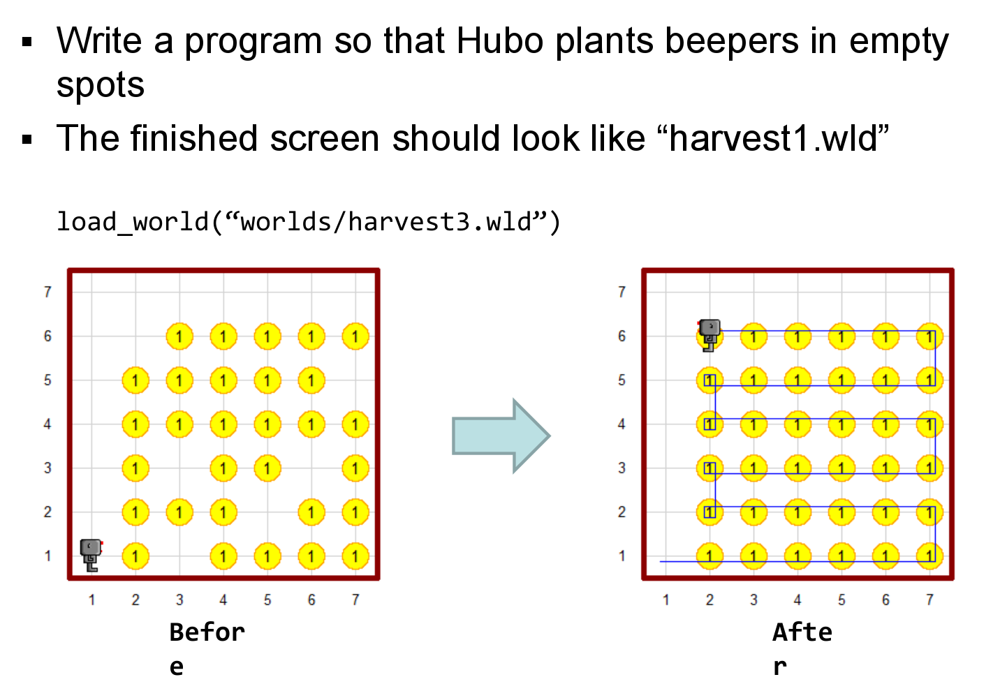 ▪ Write a program so that Hubo plants beepers in empty
spots
▪ The finished screen should look like “harvest1.wld”
load_world(“worlds/harvest3.wld”)
7
6 1 1 1 1 1
5 1 1 1 1 1
4 1 1 1 1 1 1
3 1 1 1 1
2 1 1 1 1 1
1 1 1 1 1 1
1 2 3 4 5 6 7
Befor
e
7
6 1 1 1 1 1
5 1 1 1 1 1 1
4 1 1 1 1 1 1
3 1 1 1 1 1 1
2 1 1 1 1 1 1
1 1 1 1 1 1 1
1 2 3 4 5 6 7
Afte
r